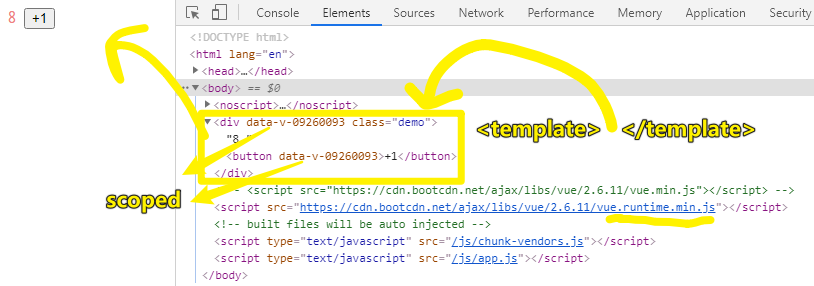 8 +1
Console Elements Sources Network Performance Memory Application Security
<!DOCTYPE html>
<html lang="en">
<head>…</head>
<body> == $0
<noscript>…</noscript>
<div data-v-09260093 class="demo">
"8 "
<button data-v-09260093>+1</button>
</div>
<template> </template>
scoped
<script src="https://cdn.bootcdn.net/ajax/libs/vue/2.6.11/vue.min.js"></script> -->
<script src="https://cdn.bootcdn.net/ajax/libs/vue/2.6.11/vue.runtime.min.js"></script>
<!-- built files will be auto injected -->
<script type="text/javascript" src="/js/chunk-vendors.js"></script>
<script type="text/javascript" src="/js/app.js"></script>
</body>